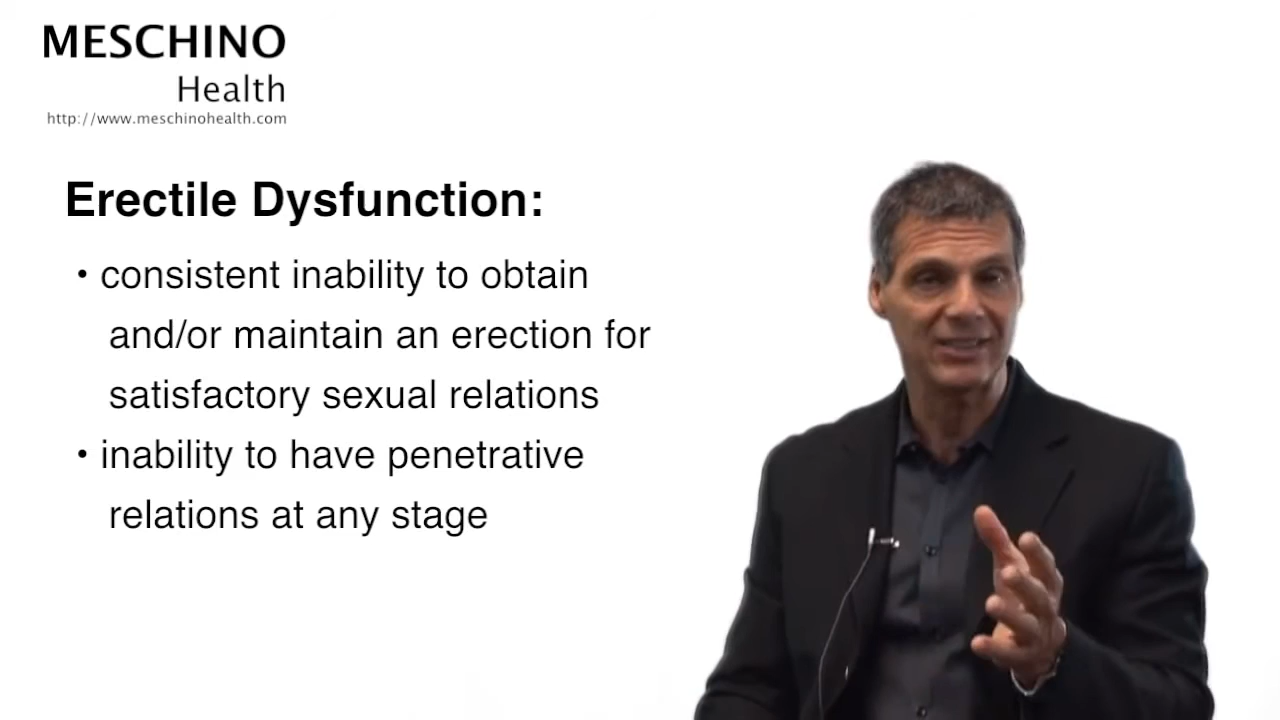 MESCHINO
Health
http://www.meschinohealth.com
Erectile Dysfunction:
• consistent inability to obtain
and/or maintain an erection for
satisfactory sexual relations
• inability to have penetrative
relations at any stage